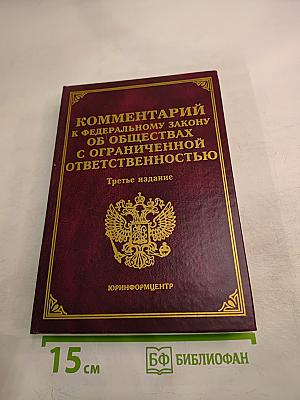 КОММЕНТАРИЙ
К ФЕДЕРАЛЬНОМУ ЗАКОНУ
ОБ ОБЩЕСТВАХ
С ОГРАНИЧЕННОЙ
ОТВЕТСТВЕННОСТЬЮ
Третье издание
ЮРИНФОРМЦЕНТР
15 см
БФ БИБЛИОФАН